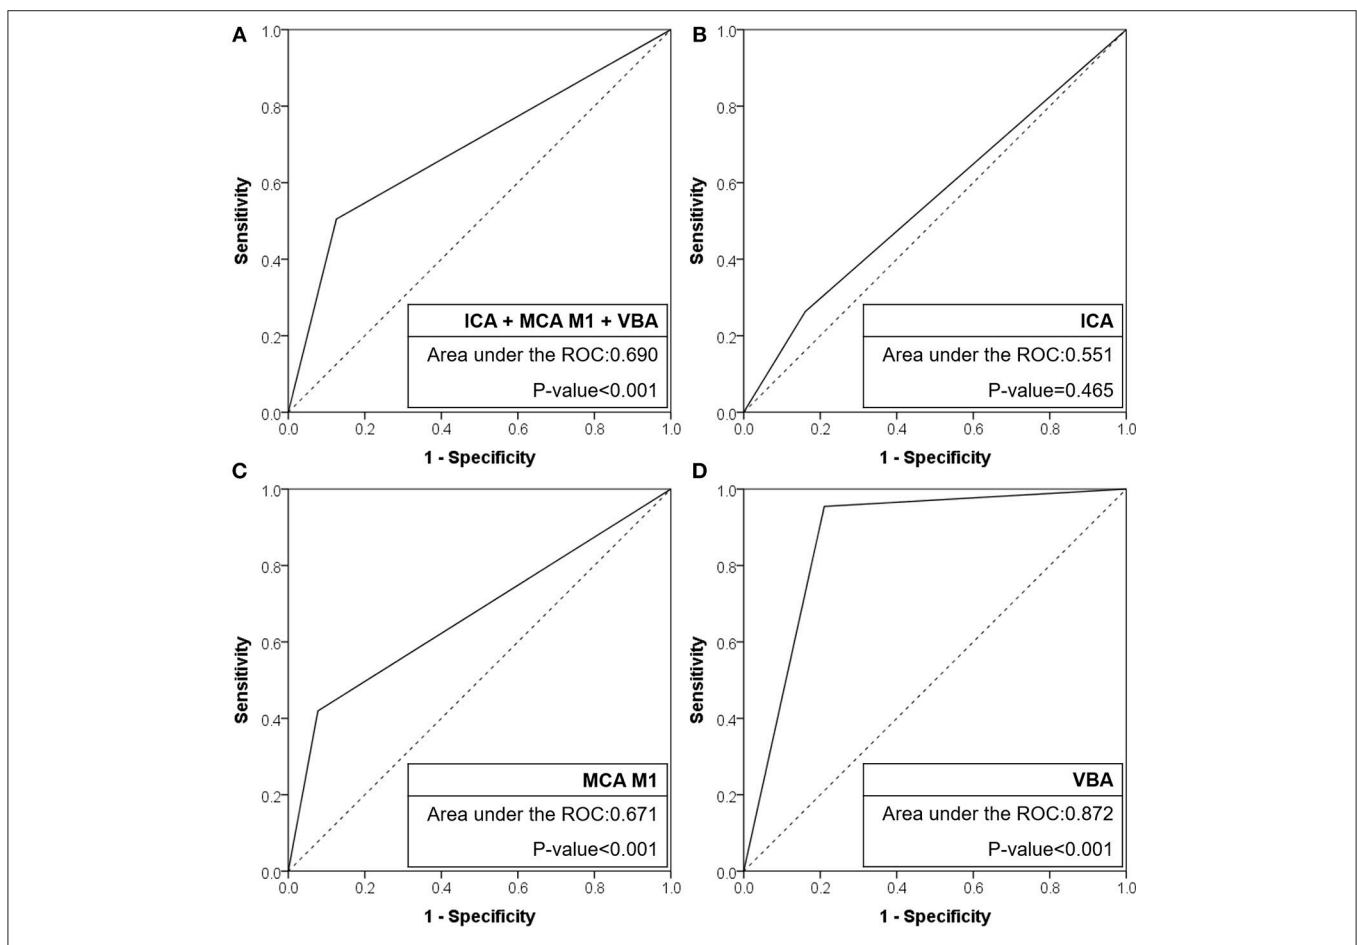 A
1.0
0.8
0.6
0.4
0.2
0.0
Sensitivity
ICA + MCA M1 + VBA
Area under the ROC:0.690
P-value<0.001
0.0 0.2 0.4 0.6 0.8 1.0
1 - Specificity
B
1.0
0.8
0.6
0.4
0.2
0.0
Sensitivity
ICA
Area under the ROC:0.551
P-value=0.465
0.0 0.2 0.4 0.6 0.8 1.0
1 - Specificity
C
1.0
0.8
0.6
0.4
0.2
0.0
Sensitivity
MCA M1
Area under the ROC:0.671
P-value<0.001
0.0 0.2 0.4 0.6 0.8 1.0
1 - Specificity
D
1.0
0.8
0.6
0.4
0.2
0.0
Sensitivity
VBA
Area under the ROC:0.872
P-value<0.001
0.0 0.2 0.4 0.6 0.8 1.0
1 - Specificity